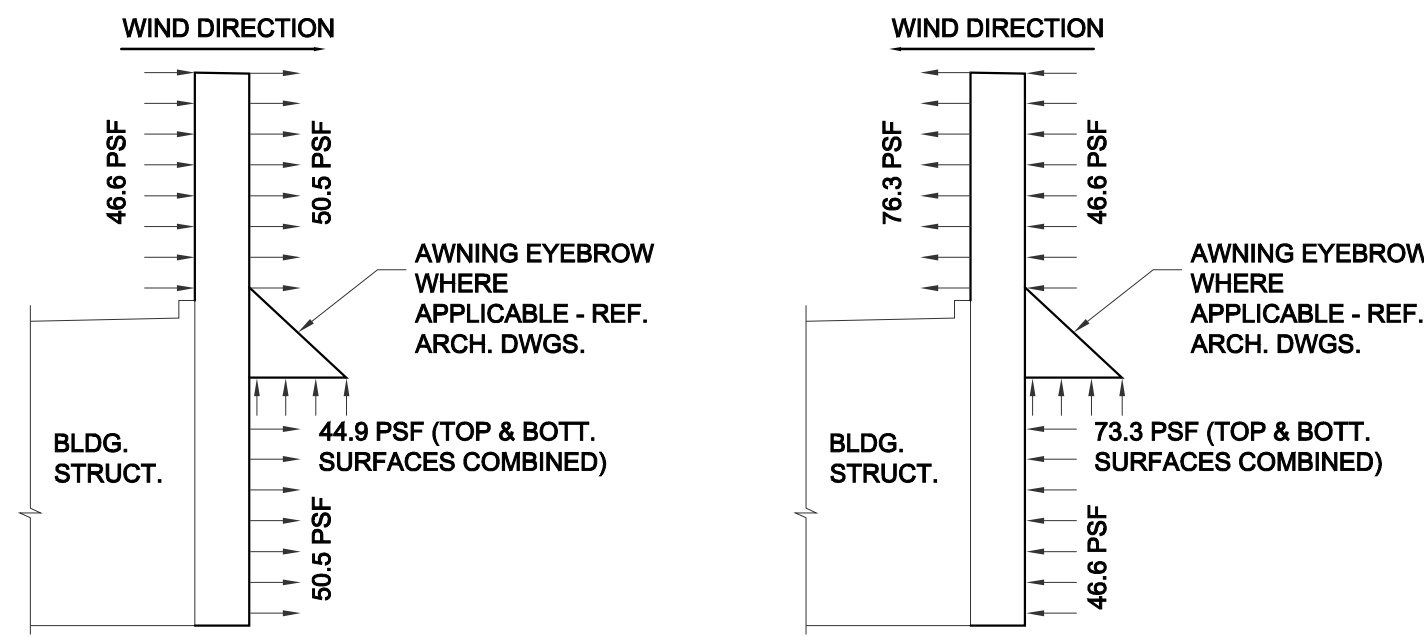 WIND DIRECTION
46.6 PSF
50.5 PSF
AWNING EYEBROW
WHERE
APPLICABLE - REF.
ARCH. DWGS.
BLDG.
STRUCT.
44.9 PSF (TOP & BOTT.
SURFACES COMBINED)
50.5 PSF
WIND DIRECTION
76.3 PSF
46.6 PSF
AWNING EYEBROW
WHERE
APPLICABLE - REF.
ARCH. DWGS.
BLDG.
STRUCT.
73.3 PSF (TOP & BOTT.
SURFACES COMBINED)
46.6 PSF